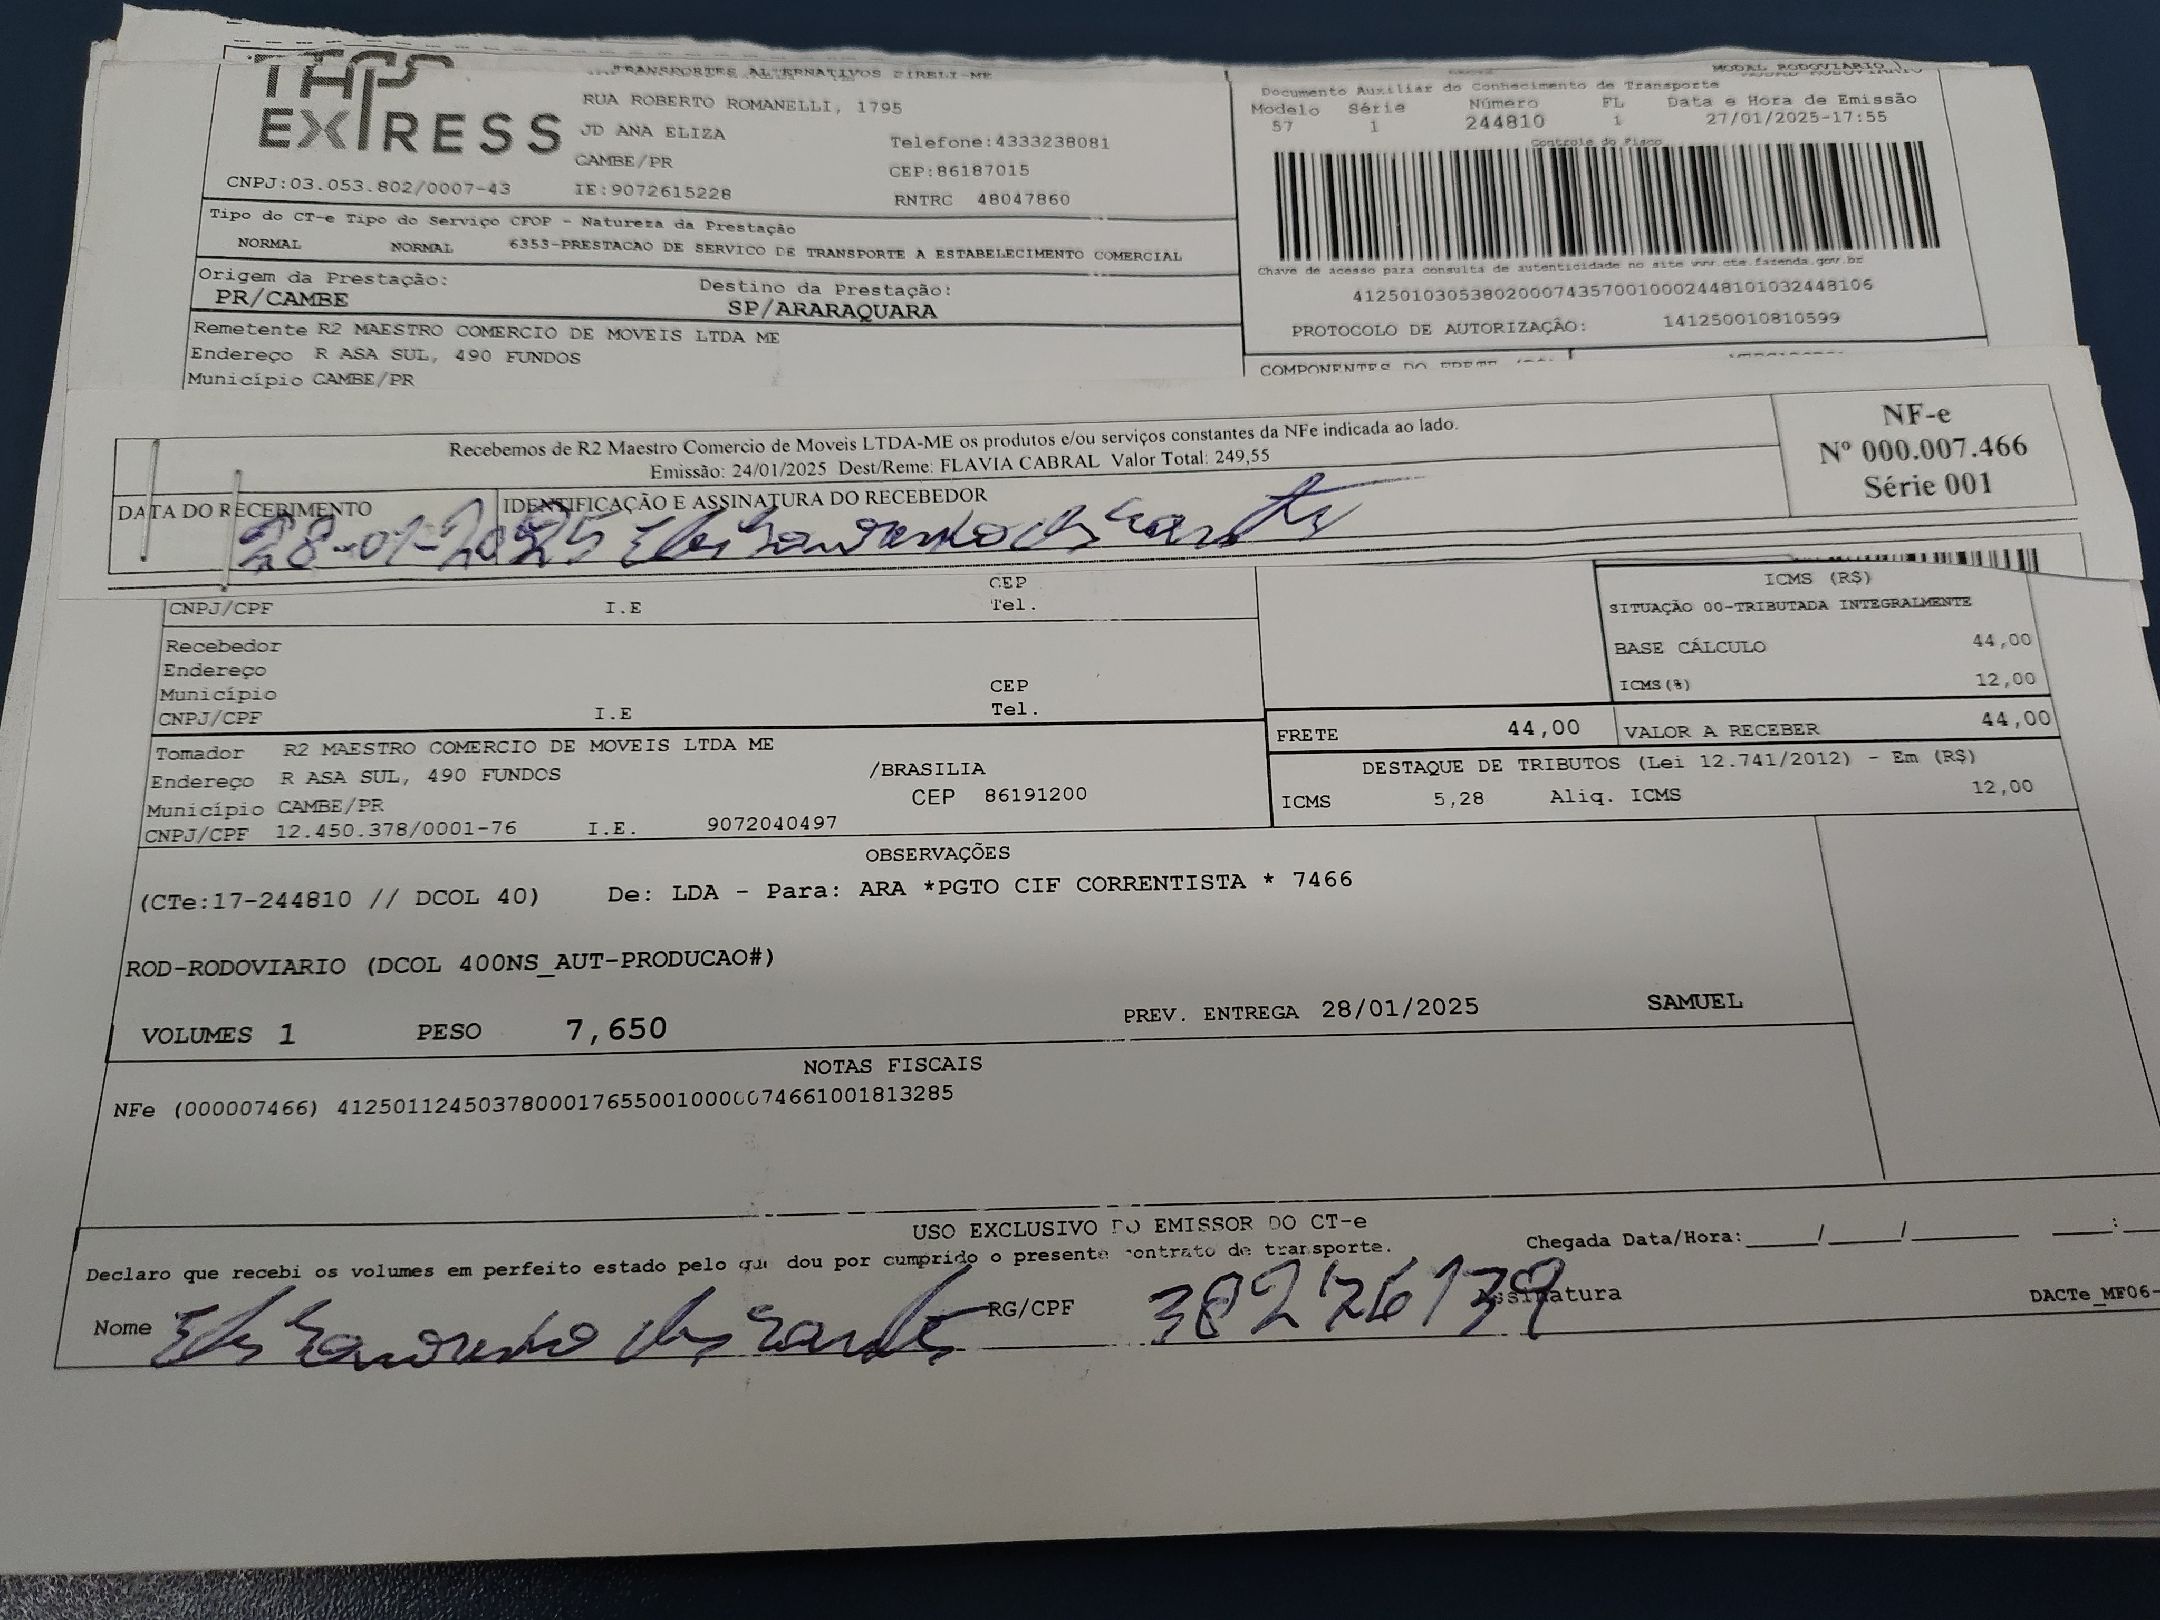 EXPRESS
TRANSPORTES ALTERNATIVOS EIRELI-ME
RUA ROBERTO ROMANELLI, 1795
JD ANA ELIZA
Telefone:4333238081
CAMBE/PR
CEP:86187015
CNPJ:03.053.802/0007-43
IE:9072615228
RNTRC 48047860
MODAL RODOVIARIO
Documento Auxiliar do Conhecimento de Transporte
Modelo Série Número FL Data e Hora de Emissão
57 1 244810 1 27/01/2025-17:55
Controle do Fisco
Chave de acesso para consulta de autenticidade no site www.cte.fazenda.gov.br
41250103053802000743570010002448101032448106
PROTOCOLO DE AUTORIZAÇÃO: 141250010810599
Tipo do CT-e Tipo do Serviço CFOP - Natureza da Prestação
NORMAL NORMAL 6353-PRESTACAO DE SERVICO DE TRANSPORTE A ESTABELECIMENTO COMERCIAL
Origem da Prestação: Destino da Prestação:
PR/CAMBE SP/ARARAQUARA
Remetente R2 MAESTRO COMERCIO DE MOVEIS LTDA ME
Endereço R ASA SUL, 490 FUNDOS
Município CAMBE/PR
COMPONENTES DO FRETE
Recebemos de R2 Maestro Comercio de Moveis LTDA-ME os produtos e/ou serviços constantes da NFe indicada ao lado.
Emissão: 24/01/2025 Dest/Reme: FLAVIA CABRAL Valor Total: 249,55
NF-e
Nº 000.007.466
Série 001
DATA DO RECEBIMENTO IDENTIFICAÇÃO E ASSINATURA DO RECEBEDOR
28-01-2025
CEP
CNPJ/CPF I.E Tel.
Recebedor
Endereço
Município CEP
CNPJ/CPF I.E Tel.
ICMS (R$)
SITUAÇÃO 00-TRIBUTADA INTEGRALMENTE
BASE CÁLCULO 44,00
ICMS(%) 12,00
FRETE 44,00 VALOR A RECEBER 44,00
Tomador R2 MAESTRO COMERCIO DE MOVEIS LTDA ME
Endereço R ASA SUL, 490 FUNDOS /BRASILIA
Município CAMBE/PR CEP 86191200
CNPJ/CPF 12.450.378/0001-76 I.E. 9072040497
DESTAQUE DE TRIBUTOS (Lei 12.741/2012) - Em (R$)
ICMS 5,28 Aliq. ICMS 12,00
OBSERVAÇÕES
(CTe:17-244810 // DCOL 40) De: LDA - Para: ARA *PGTO CIF CORRENTISTA * 7466
ROD-RODOVIARIO (DCOL 400NS_AUT-PRODUCAO#)
VOLUMES 1 PESO 7,650 PREV. ENTREGA 28/01/2025 SAMUEL
NOTAS FISCAIS
NFe (000007466) 41250112450378000176550010000074661001813285
USO EXCLUSIVO DO EMISSOR DO CT-e
Declaro que recebi os volumes em perfeito estado pelo que dou por cumprido o presente contrato de transporte.
Chegada Data/Hora:____/____/______ ___:__
Nome RG/CPF 38276139 Assinatura
DACTe_MF06-